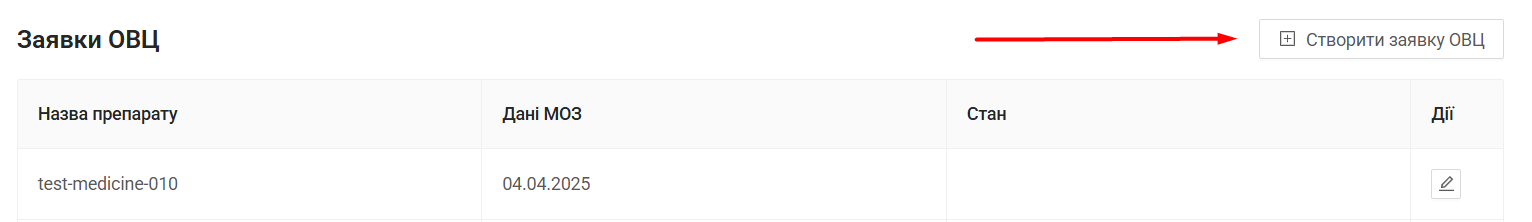 Заявки ОВЦ
Створити заявку ОВЦ
Назва препарату Дані МОЗ Стан Дії
test-medicine-010 04.04.2025